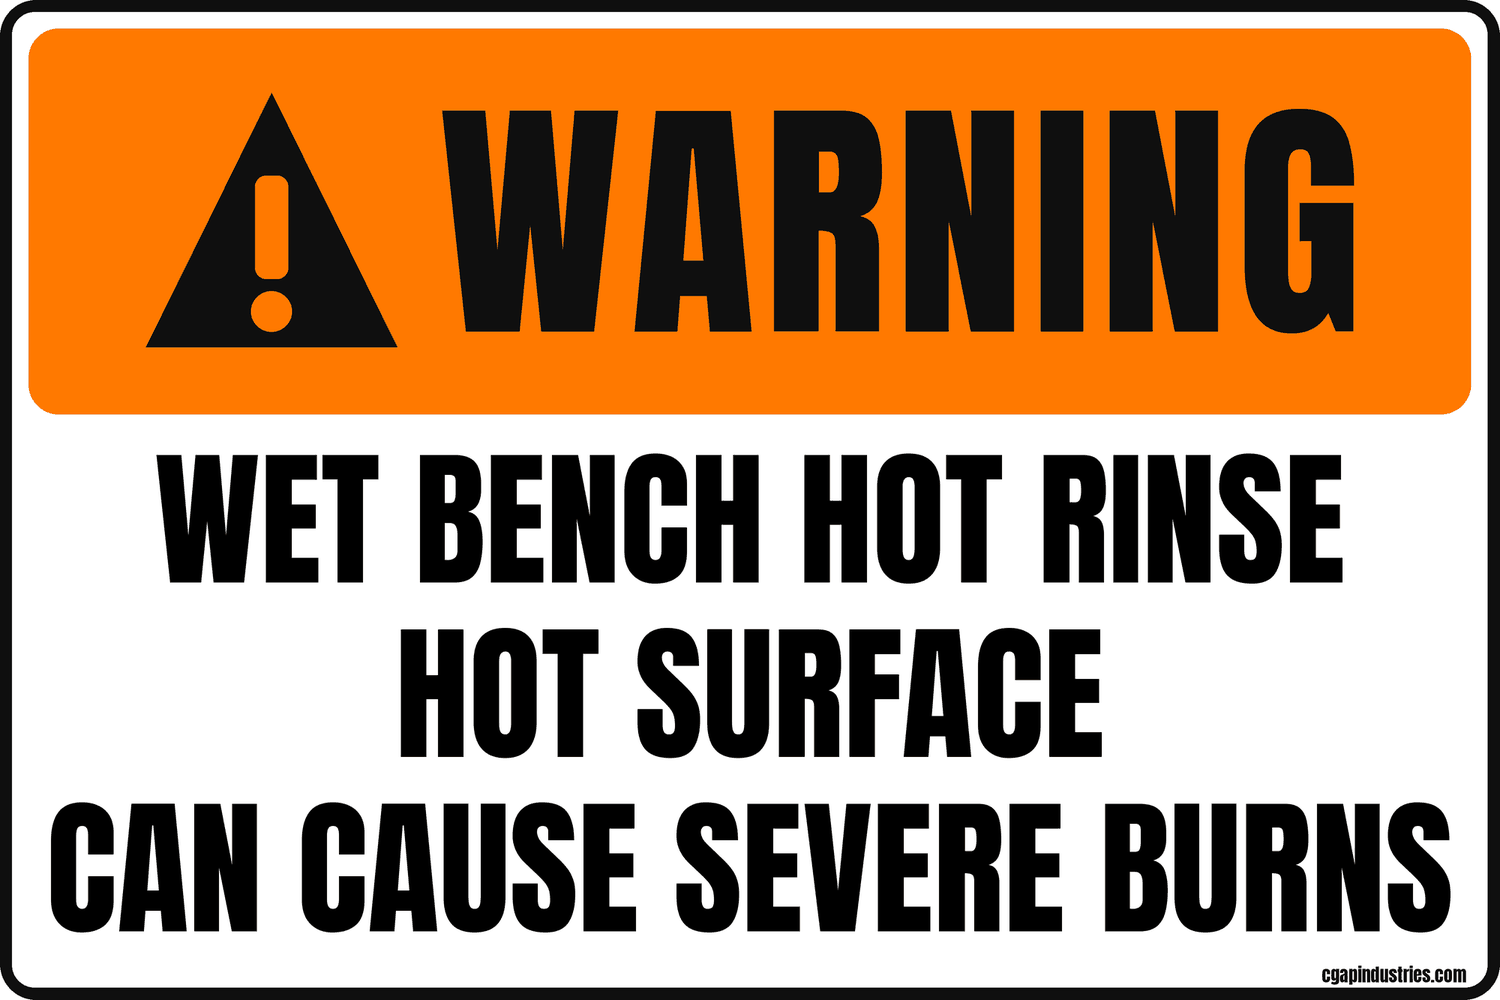 WARNING
WET BENCH HOT RINSE
HOT SURFACE
CAN CAUSE SEVERE BURNS
cgapindustries.com